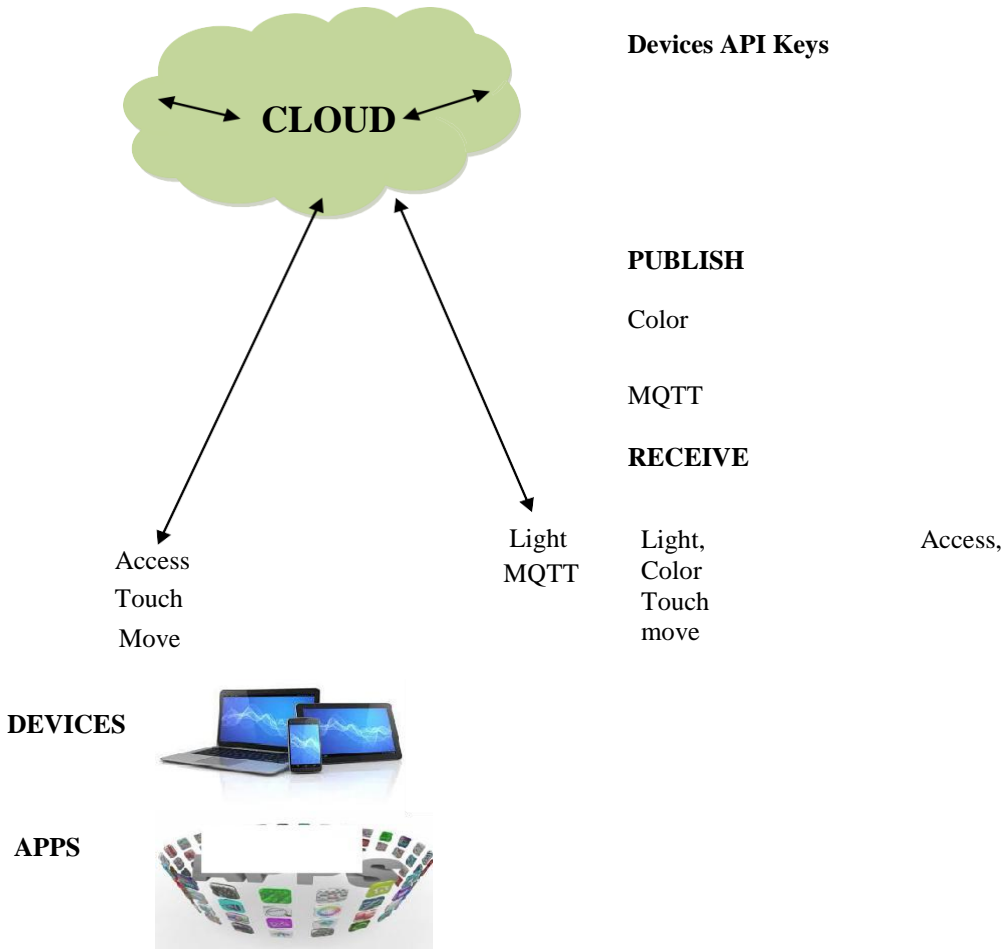 Devices API Keys
CLOUD
PUBLISH
Color
MQTT
RECEIVE
Light, Access,
Color
Touch
move
Access
Touch
Move
Light
MQTT
DEVICES
APPS